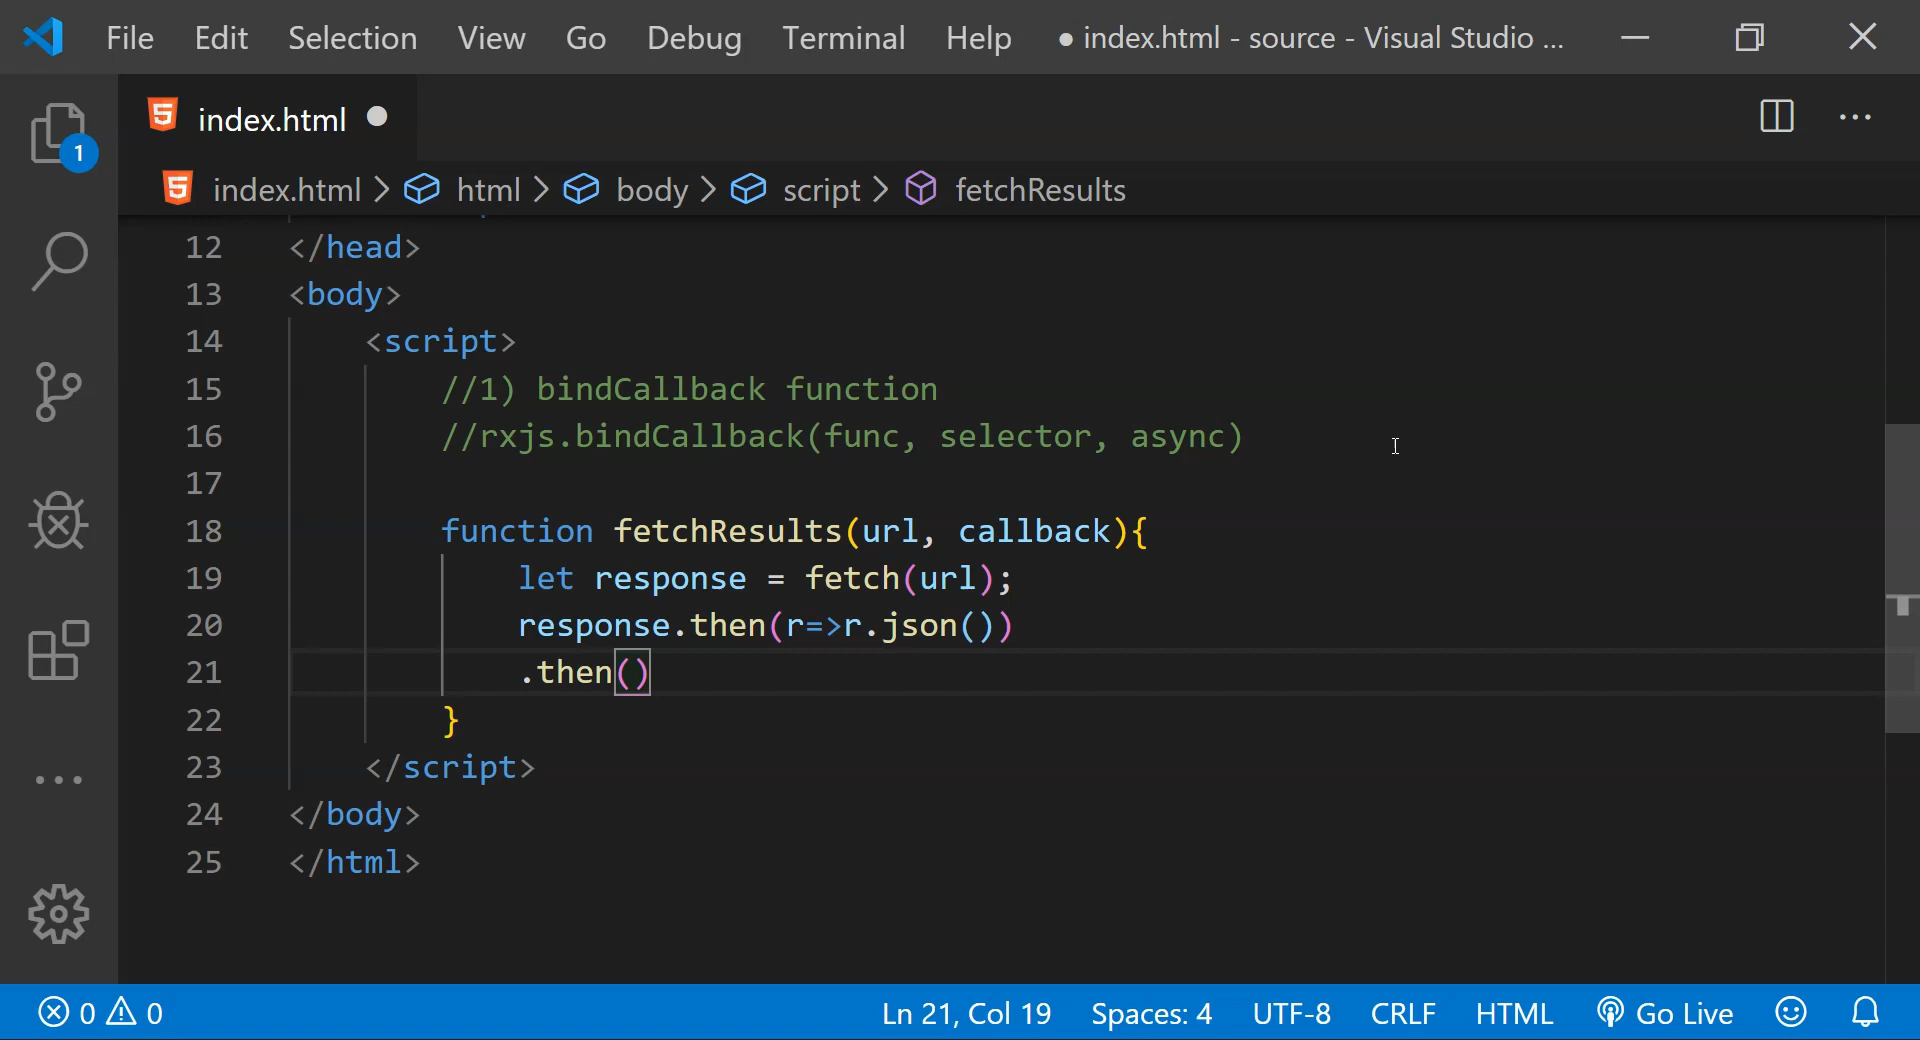 File Edit Selection View Go Debug Terminal Help ● index.html - source - Visual Studio ...
index.html ●
1
index.html > html > body > script > fetchResults
12 </head>
13 <body>
14 <script>
15 //1) bindCallback function
16 //rxjs.bindCallback(func, selector, async)
17
18 function fetchResults(url, callback){
19 let response = fetch(url);
20 response.then(r=>r.json())
21 .then()
22 }
23 </script>
24 </body>
25 </html>
0 0 Ln 21, Col 19 Spaces: 4 UTF-8 CRLF HTML Go Live